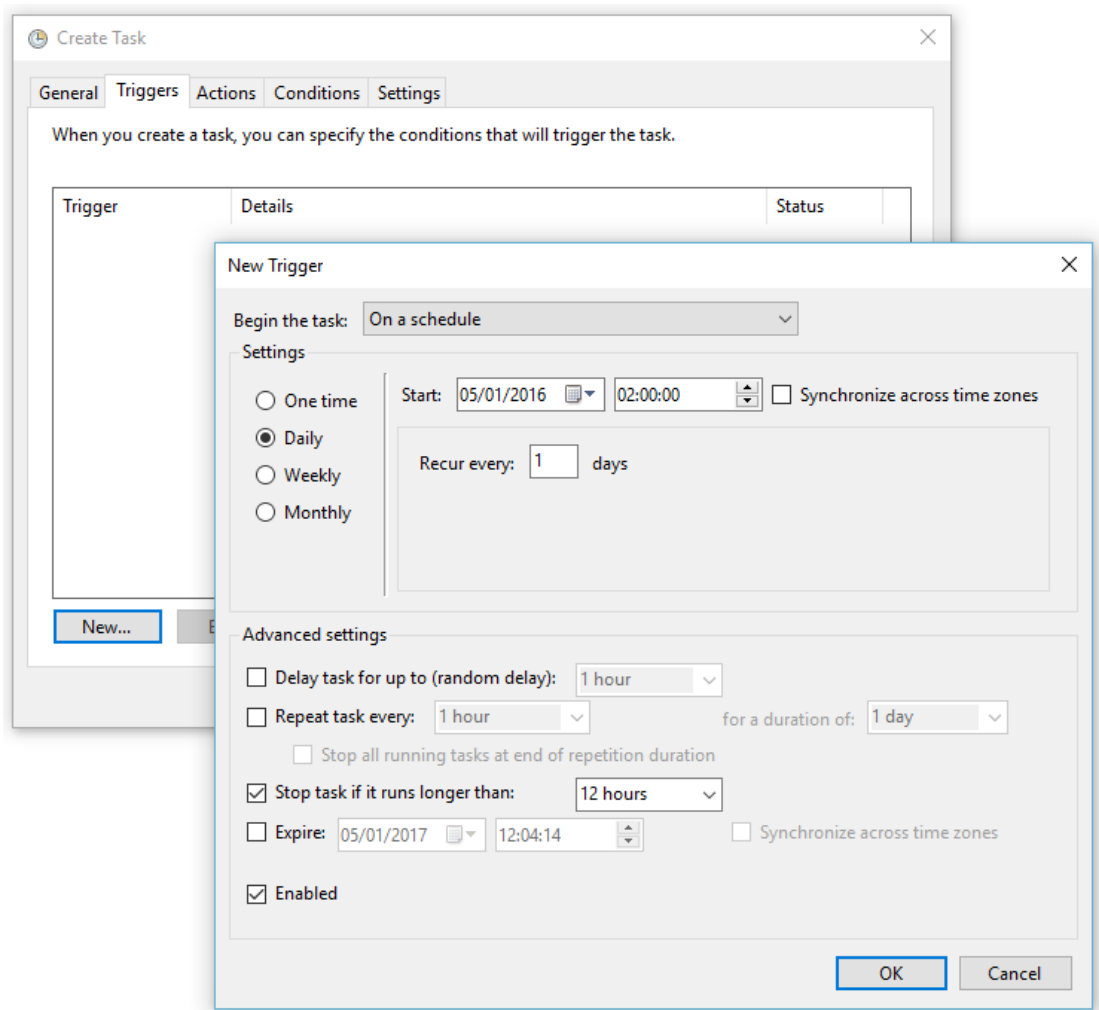 Create Task
General Triggers Actions Conditions Settings
When you create a task, you can specify the conditions that will trigger the task.
Trigger Details Status
New Trigger
Begin the task: On a schedule
Settings
One time
Daily
Weekly
Monthly
Start: 05/01/2016 02:00:00 Synchronize across time zones
Recur every: 1 days
New...
Advanced settings
Delay task for up to (random delay): 1 hour
Repeat task every: 1 hour for a duration of: 1 day
Stop all running tasks at end of repetition duration
Stop task if it runs longer than: 12 hours
Expire: 05/01/2017 12:04:14 Synchronize across time zones
Enabled
OK Cancel